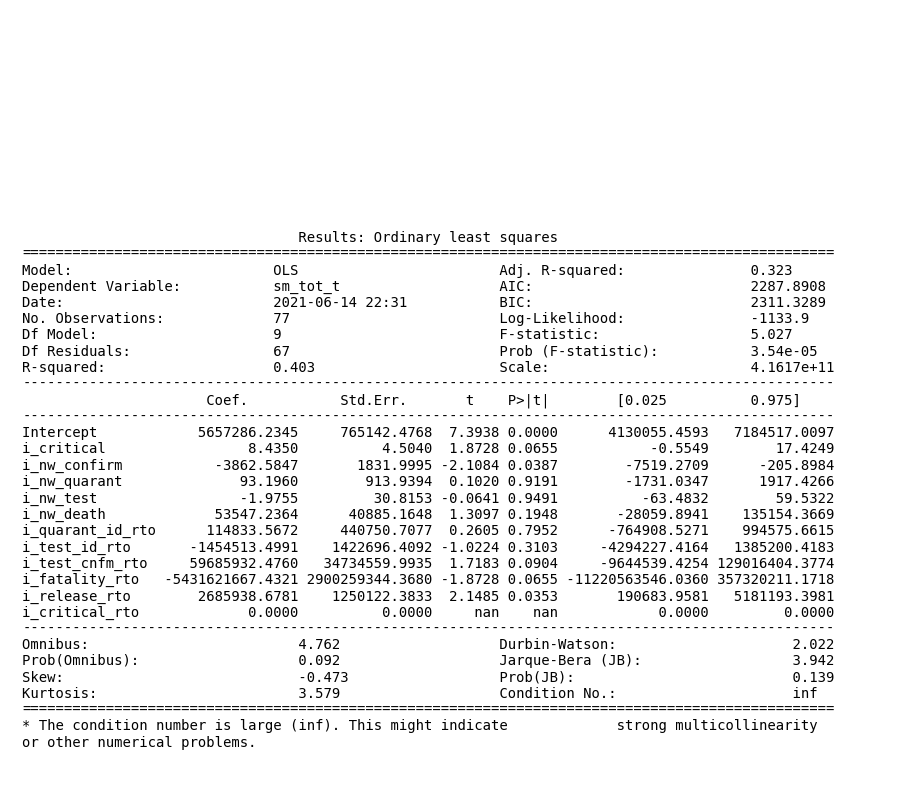 Results: Ordinary least squares
==================================================================================================
Model: OLS Adj. R-squared: 0.323
Dependent Variable: sm_tot_t AIC: 2287.8908
Date: 2021-06-14 22:31 BIC: 2311.3289
No. Observations: 77 Log-Likelihood: -1133.9
Df Model: 9 F-statistic: 5.027
Df Residuals: 67 Prob (F-statistic): 3.54e-05
R-squared: 0.403 Scale: 4.1617e+11
--------------------------------------------------------------------------------------------------
Coef. Std.Err. t P>|t| [0.025 0.975]
--------------------------------------------------------------------------------------------------
Intercept 5657286.2345 765142.4768 7.3938 0.0000 4130055.4593 7184517.0097
i_critical 8.4350 4.5040 1.8728 0.0655 -0.5549 17.4249
i_nw_confirm -3862.5847 1831.9995 -2.1084 0.0387 -7519.2709 -205.8984
i_nw_quarant 93.1960 913.9394 0.1020 0.9191 -1731.0347 1917.4266
i_nw_test -1.9755 30.8153 -0.0641 0.9491 -63.4832 59.5322
i_nw_death 53547.2364 40885.1648 1.3097 0.1948 -28059.8941 135154.3669
i_quarant_id_rto 114833.5672 440750.7077 0.2605 0.7952 -764908.5271 994575.6615
i_test_id_rto -1454513.4991 1422696.4092 -1.0224 0.3103 -4294227.4164 1385200.4183
i_test_cnfm_rto 59685932.4760 34734559.9935 1.7183 0.0904 -9644539.4254 129016404.3774
i_fatality_rto -5431621667.4321 2900259344.3680 -1.8728 0.0655 -11220563546.0360 357320211.1718
i_release_rto 2685938.6781 1250122.3833 2.1485 0.0353 190683.9581 5181193.3981
i_critical_rto 0.0000 0.0000 nan nan 0.0000 0.0000
--------------------------------------------------------------------------------------------------
Omnibus: 4.762 Durbin-Watson: 2.022
Prob(Omnibus): 0.092 Jarque-Bera (JB): 3.942
Skew: -0.473 Prob(JB): 0.139
Kurtosis: 3.579 Condition No.: inf
==================================================================================================
* The condition number is large (inf). This might indicate strong multicollinearity
or other numerical problems.